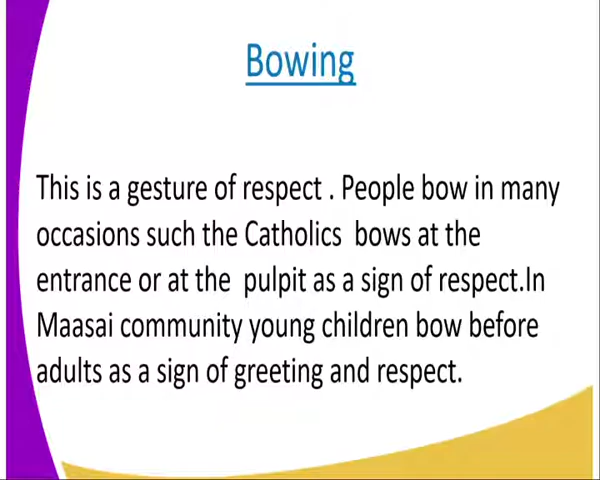 Bowing
This is a gesture of respect . People bow in many
occasions such the Catholics  bows at the
entrance or at the  pulpit as a sign of respect.In
Maasai community young children bow before
adults as a sign of greeting and respect.